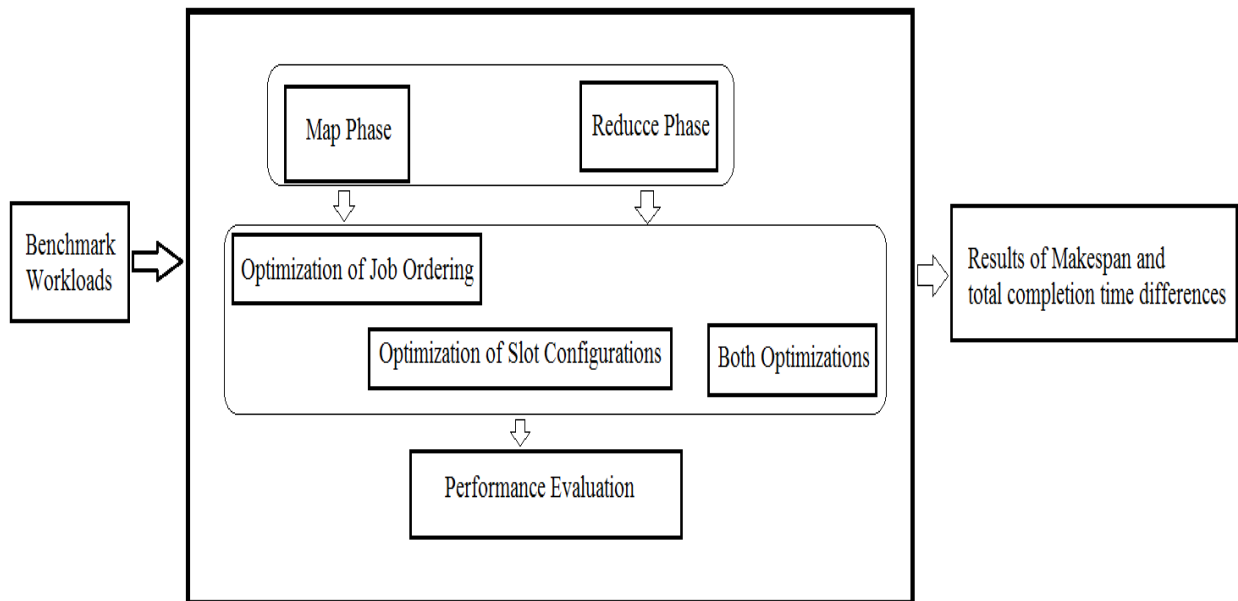 Map Phase
Reducce Phase
Benchmark
Workloads
Optimization of Job Ordering
Optimization of Slot Configurations
Both Optimizations
Performance Evaluation
Results of Makespan and
total completion time differences